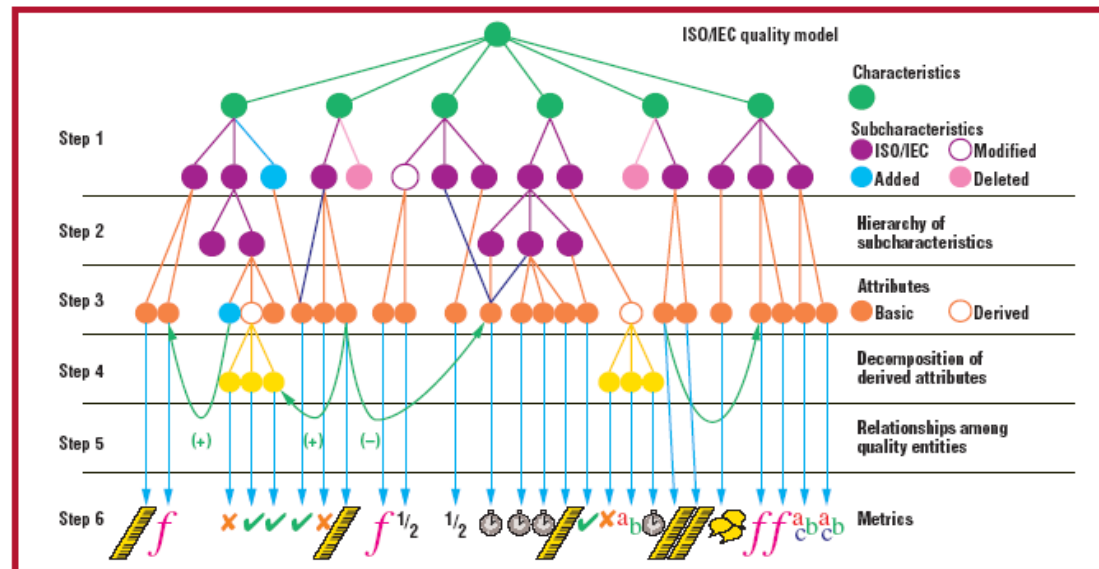 ISO/IEC quality model
Characteristics
Step 1
Subcharacteristics
ISO/IEC Modified
Added Deleted
Step 2
Hierarchy of
subcharacteristics
Step 3
Attributes
Basic Derived
Step 4
Decomposition of
derived attributes
Step 5
(+) (+) (−)
Relationships among
quality entities
Step 6
f f 1/2 1/2 a b f f a b c a b c
Metrics